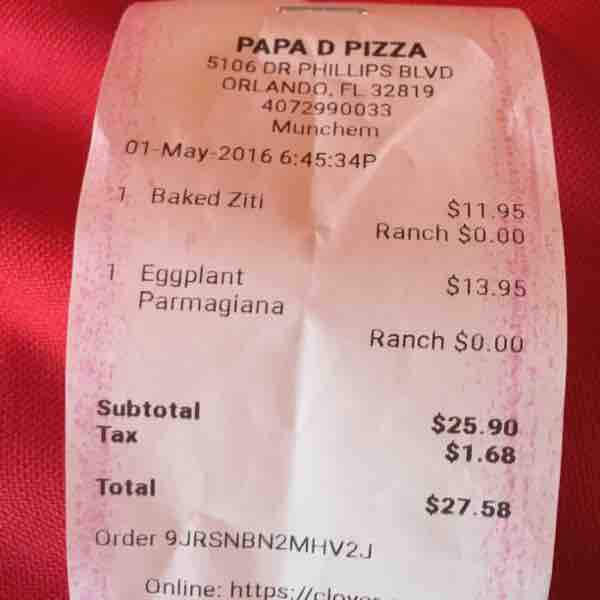 PAPA D PIZZA
5106 DR PHILLIPS BLVD
ORLANDO, FL 32819
4072990033
Munchem
01-May-2016 6:45:34P
1 Baked Ziti $11.95
Ranch $0.00
1 Eggplant $13.95
Parmagiana
Ranch $0.00
Subtotal $25.90
Tax $1.68
Total $27.58
Order 9JRSNBN2MHV2J
Online: https://clover